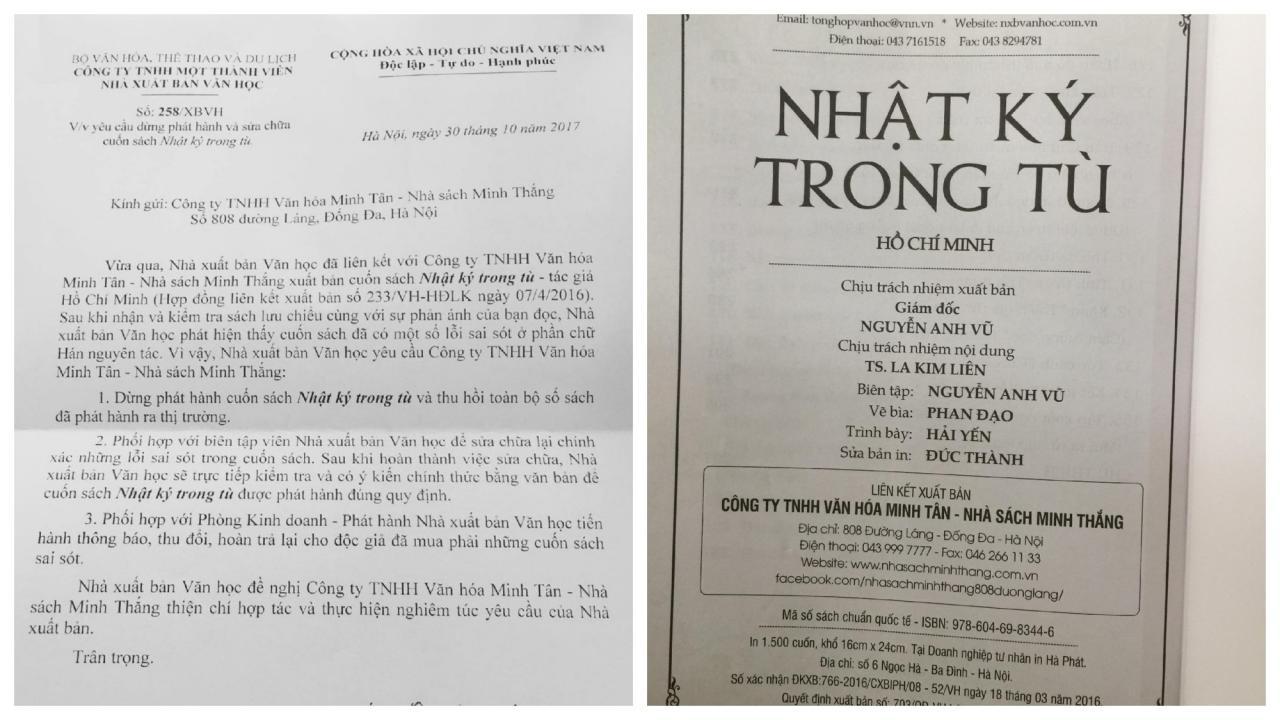 BỘ VĂN HÓA, THỂ THAO VÀ DU LỊCH
CÔNG TY TNHH MỘT THÀNH VIÊN
NHÀ XUẤT BẢN VĂN HỌC
CỘNG HÒA XÃ HỘI CHỦ NGHĨA VIỆT NAM
Độc lập - Tự do - Hạnh phúc
Số: 258/XBVH
V/v yêu cầu dừng phát hành và sửa chữa
cuốn sách Nhật ký trong tù.
Hà Nội, ngày 30 tháng 10 năm 2017
Kính gửi: Công ty TNHH Văn hóa Minh Tân - Nhà sách Minh Thắng
Số 808 đường Láng, Đống Đa, Hà Nội
Vừa qua, Nhà xuất bản Văn học đã liên kết với Công ty TNHH Văn hóa
Minh Tân - Nhà sách Minh Thắng xuất bản cuốn sách Nhật ký trong tù - tác giả
Hồ Chí Minh (Hợp đồng liên kết xuất bản số 233/VH-HĐLK ngày 07/4/2016).
Sau khi nhận và kiểm tra sách lưu chiểu cùng với sự phản ánh của bạn đọc, Nhà
xuất bản Văn học phát hiện thấy cuốn sách đã có một số lỗi sai sót ở phần chữ
Hán nguyên tác. Vì vậy, Nhà xuất bản Văn học yêu cầu Công ty TNHH Văn hóa
Minh Tân - Nhà sách Minh Thắng:
1. Dừng phát hành cuốn sách Nhật ký trong tù và thu hồi toàn bộ số sách
đã phát hành ra thị trường.
2. Phối hợp với biên tập viên Nhà xuất bản Văn học để sửa chữa lại chính
xác những lỗi sai sót trong cuốn sách. Sau khi hoàn thành việc sửa chữa, Nhà
xuất bản Văn học sẽ trực tiếp kiểm tra và có ý kiến chính thức bằng văn bản để
cuốn sách Nhật ký trong tù được phát hành đúng quy định.
3. Phối hợp với Phòng Kinh doanh - Phát hành Nhà xuất bản Văn học tiến
hành thông báo, thu đổi, hoàn trả lại cho độc giả đã mua phải những cuốn sách
sai sót.
Nhà xuất bản Văn học đề nghị Công ty TNHH Văn hóa Minh Tân - Nhà
sách Minh Thắng thiện chí hợp tác và thực hiện nghiêm túc yêu cầu của Nhà
xuất bản.
Trân trọng.
Email: tonghopvanhoc@vnn.vn * Website: nxbvanhoc.com.vn
Điện thoại: 043 7161518 Fax: 043 8294781
NHẬT KÝ
TRONG TÙ
HỒ CHÍ MINH
Chịu trách nhiệm xuất bản
Giám đốc
NGUYỄN ANH VŨ
Chịu trách nhiệm nội dung
TS. LA KIM LIÊN
Biên tập: NGUYỄN ANH VŨ
Vẽ bìa: PHAN ĐẠO
Trình bày: HẢI YẾN
Sửa bản in: ĐỨC THÀNH
LIÊN KẾT XUẤT BẢN
CÔNG TY TNHH VĂN HÓA MINH TÂN - NHÀ SÁCH MINH THẮNG
Địa chỉ: 808 Đường Láng - Đống Đa - Hà Nội
Điện thoại: 043 999 7777 - Fax: 046 266 11 33
Website: www.nhasachminhthang.com.vn
facebook.com/nhasachminhthang808duonglang/
Mã số sách chuẩn quốc tế - ISBN: 978-604-69-8344-6
In 1.500 cuốn, khổ 16cm x 24cm. Tại Doanh nghiệp tư nhân in Hà Phát.
Địa chỉ: số 6 Ngọc Hà - Ba Đình - Hà Nội.
Số xác nhận ĐKXB:766-2016/CXBIPH/08 - 52/VH ngày 18 tháng 03 năm 2016.
Quyết định xuất bản số: